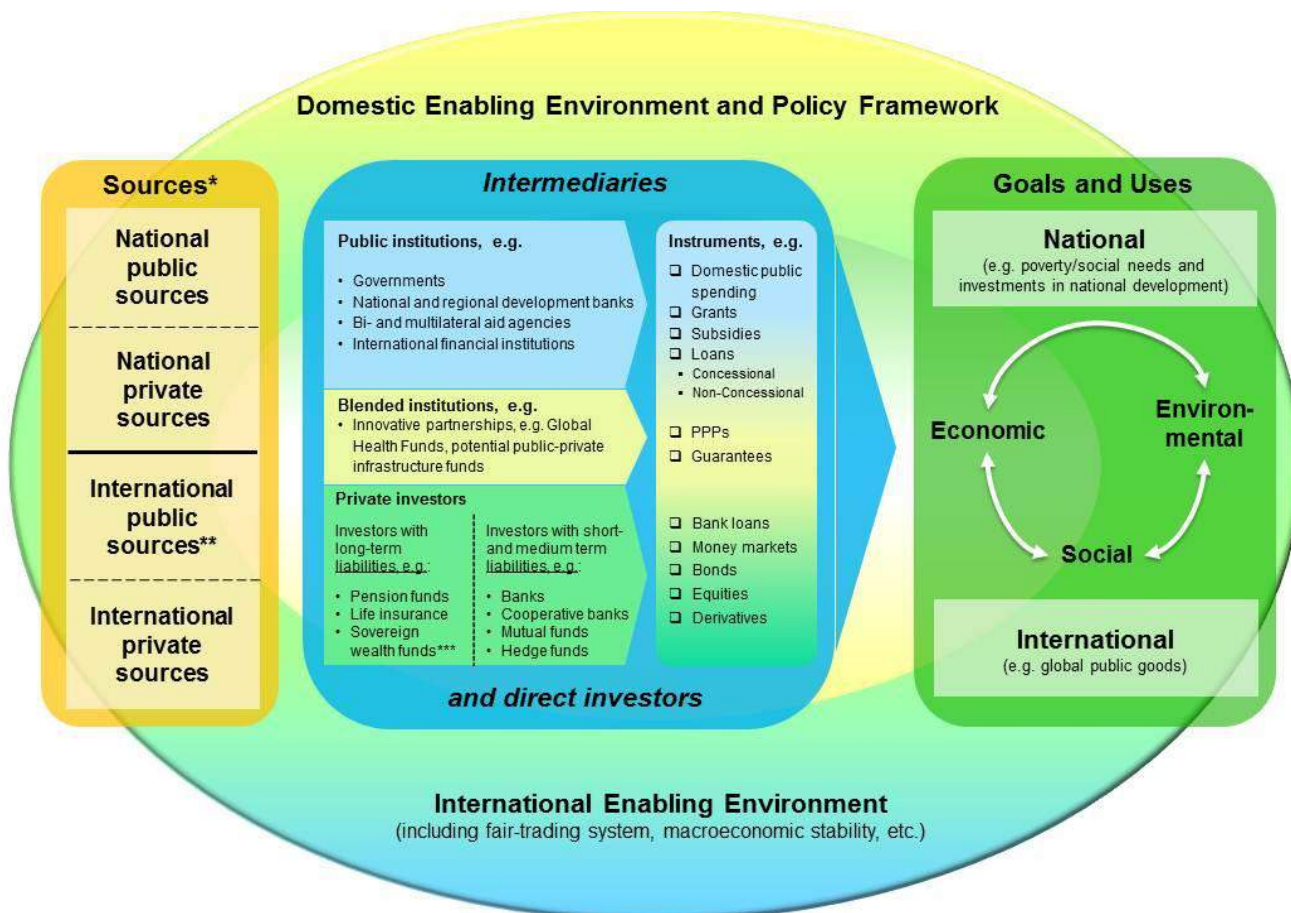 Domestic Enabling Environment and Policy Framework
Sources*
National
public
sources
National
private
sources
International
public
sources**
International
private
sources
Intermediaries
Public institutions, e.g.
• Governments
• National and regional development banks
• Bi- and multilateral aid agencies
• International financial institutions
Blended institutions, e.g.
• Innovative partnerships, e.g. Global
Health Funds, potential public-private
infrastructure funds
Private investors
Investors with
long-term
liabilities, e.g.:
• Pension funds
• Life insurance
• Sovereign
wealth funds***
Investors with short-
and medium term
liabilities, e.g.:
• Banks
• Cooperative banks
• Mutual funds
• Hedge funds
Instruments, e.g.
❑ Domestic public
spending
❑ Grants
❑ Subsidies
❑ Loans
▪ Concessional
▪ Non-Concessional
❑ PPPs
❑ Guarantees
❑ Bank loans
❑ Money markets
❑ Bonds
❑ Equities
❑ Derivatives
and direct investors
Goals and Uses
National
(e.g. poverty/social needs and
investments in national development)
Economic
Environ-
mental
Social
International
(e.g. global public goods)
International Enabling Environment
(including fair-trading system, macroeconomic stability, etc.)